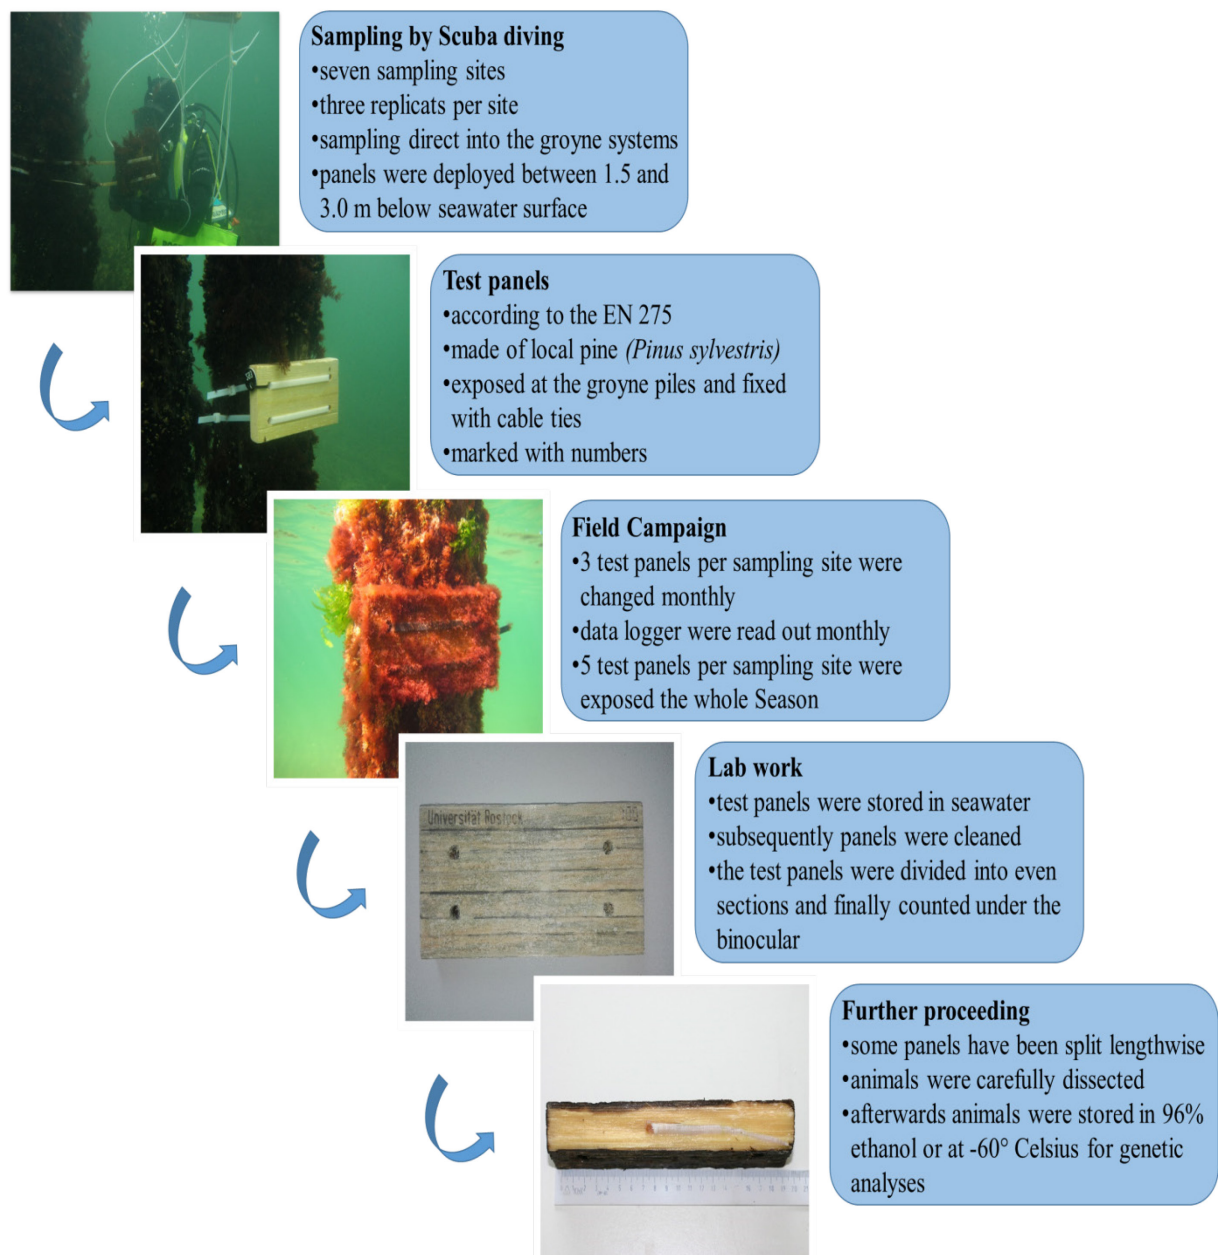 Sampling by Scuba diving
•seven sampling sites
•three replicats per site
•sampling direct into the groyne systems
•panels were deployed between 1.5 and
3.0 m below seawater surface
Test panels
•according to the EN 275
•made of local pine (Pinus sylvestris)
•exposed at the groyne piles and fixed
with cable ties
•marked with numbers
Field Campaign
•3 test panels per sampling site were
changed monthly
•data logger were read out monthly
•5 test panels per sampling site were
exposed the whole Season
Lab work
•test panels were stored in seawater
•subsequently panels were cleaned
•the test panels were divided into even
sections and finally counted under the
binocular
Universität Rostock
Further proceeding
•some panels have been split lengthwise
•animals were carefully dissected
•afterwards animals were stored in 96%
ethanol or at -60° Celsius for genetic
analyses